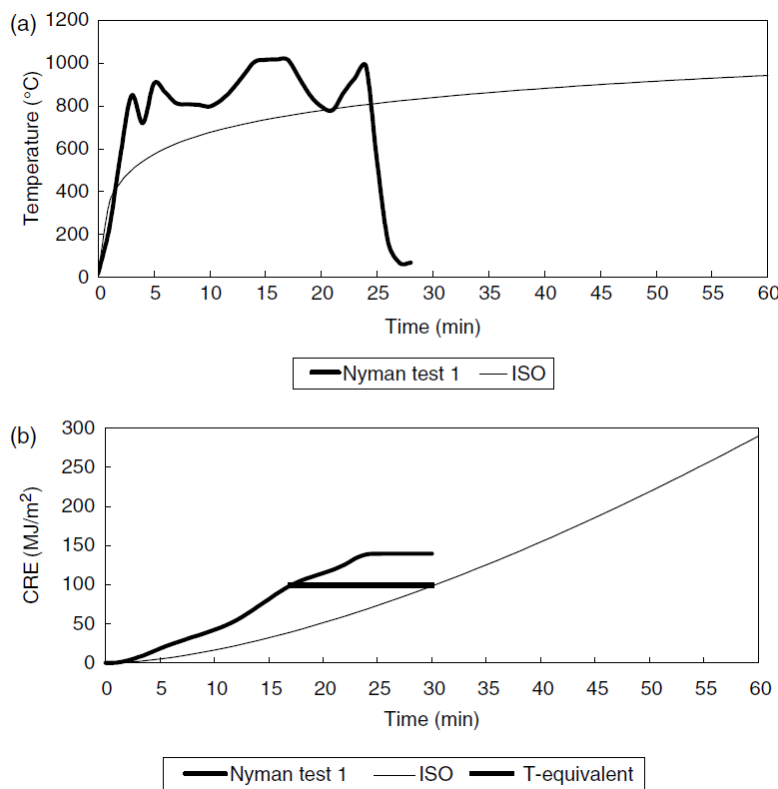 (a)
1200
1000
800
600
400
200
0
Temperature (°C)
0 5 10 15 20 25 30 35 40 45 50 55 60
Time (min)
Nyman test 1 ISO
(b)
300
250
200
150
100
50
0
CRE (MJ/m²)
0 5 10 15 20 25 30 35 40 45 50 55 60
Time (min)
Nyman test 1 ISO T-equivalent